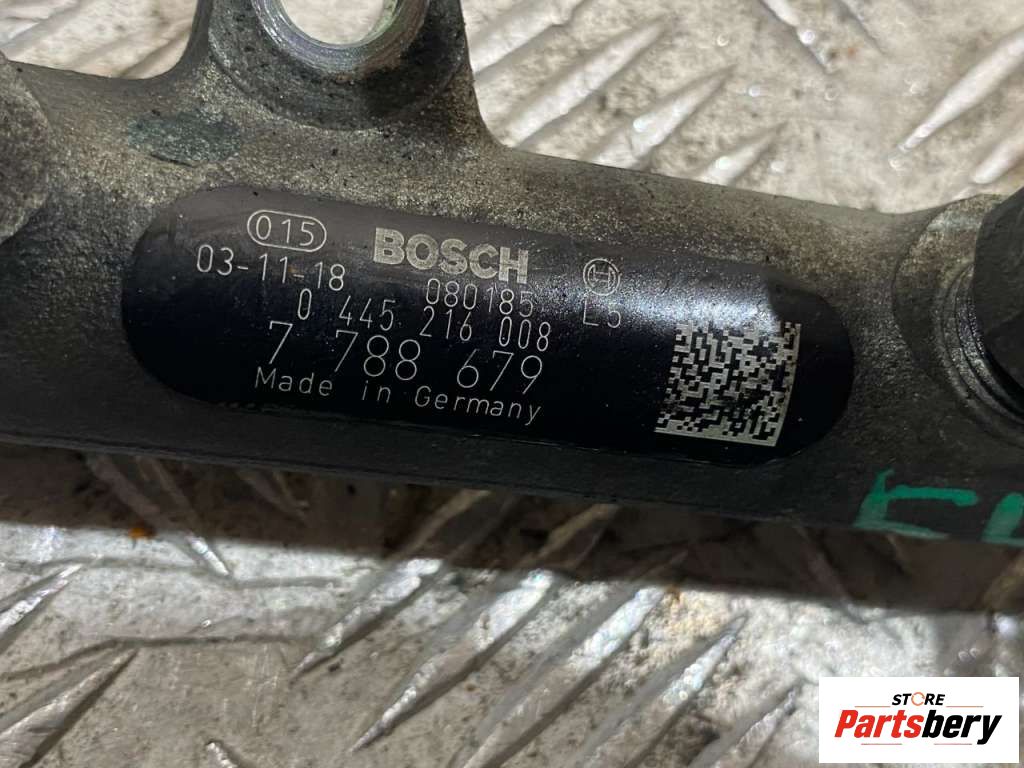 015 BOSCH
03-11-18 080185 L5
0 445 216 008
7 788 679
Made in Germany
STORE
Partsbery